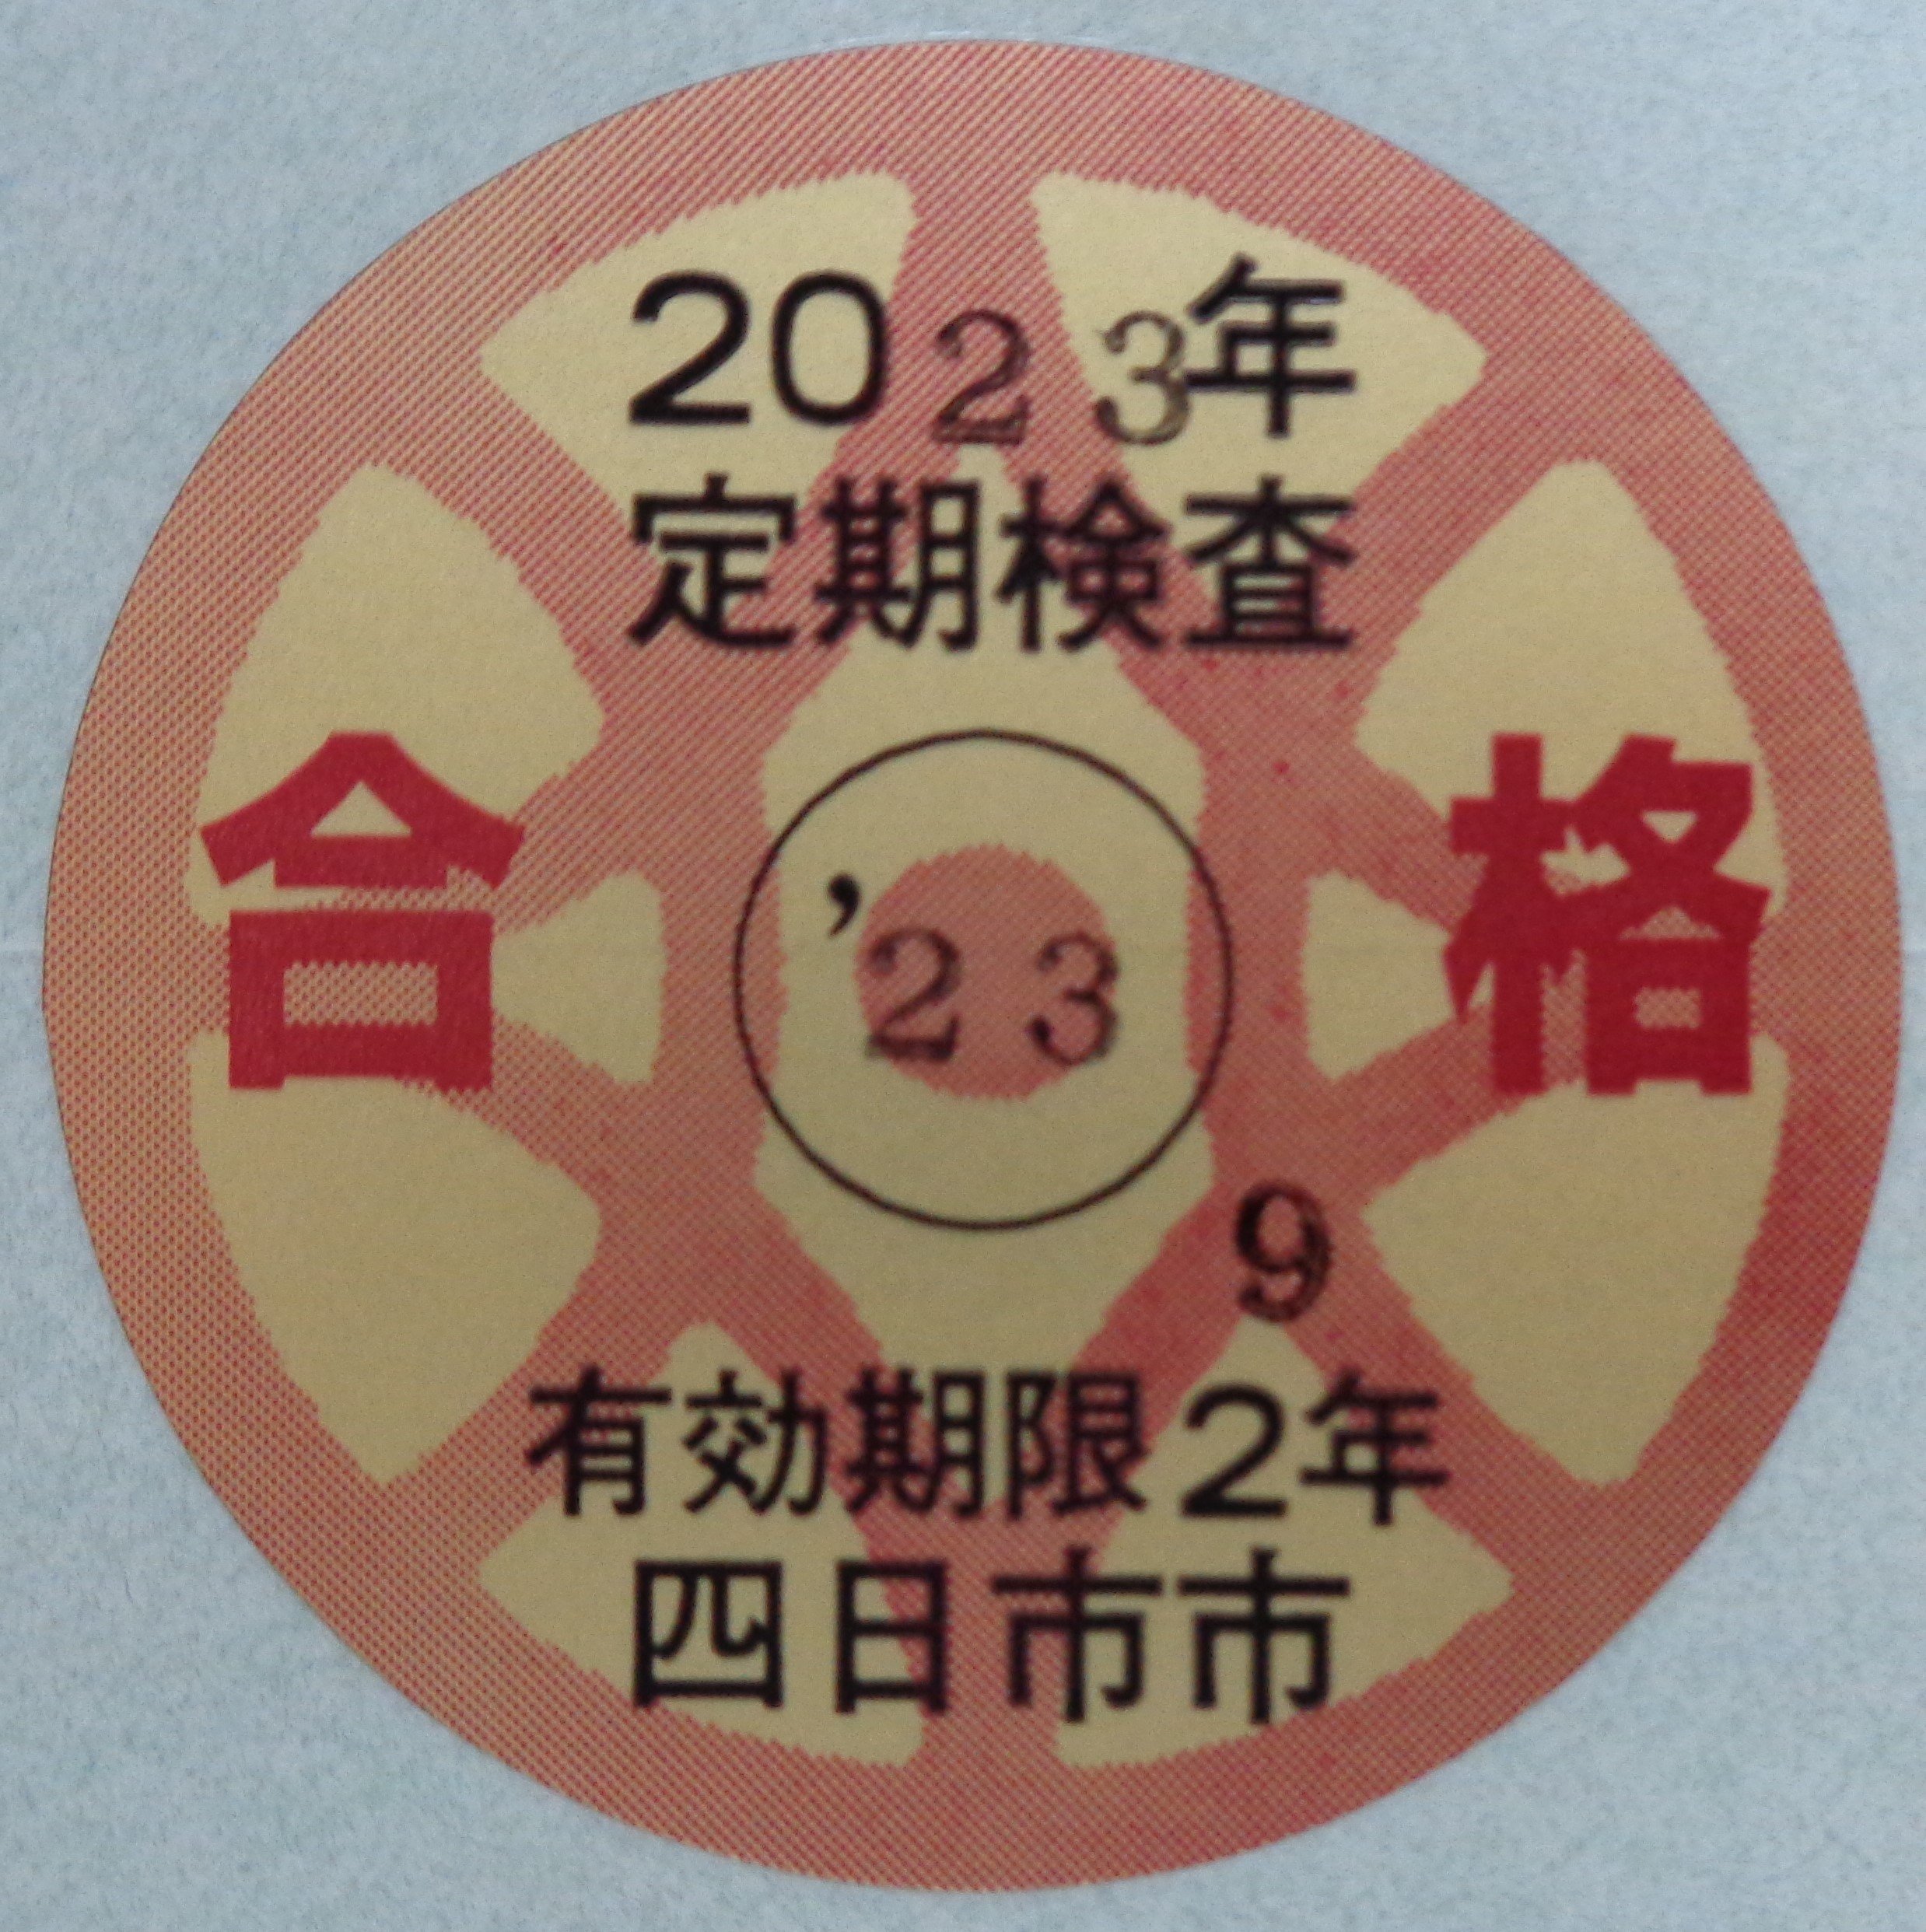 2023年
定期検査
合格
'23
9
有効期限2年
四日市市